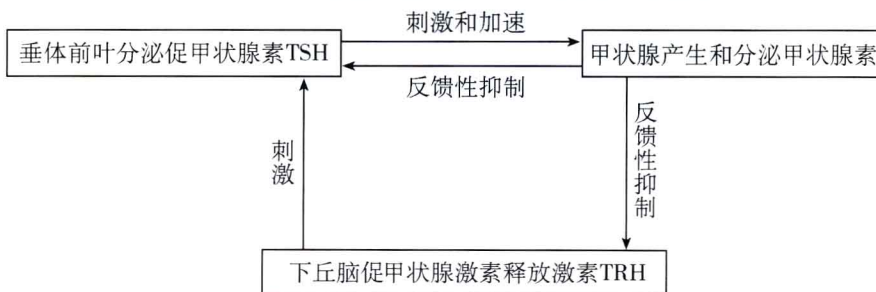 刺激和加速
垂体前叶分泌促甲状腺素TSH
甲状腺产生和分泌甲状腺素
反馈性抑制
刺激
反馈性抑制
下丘脑促甲状腺激素释放激素TRH